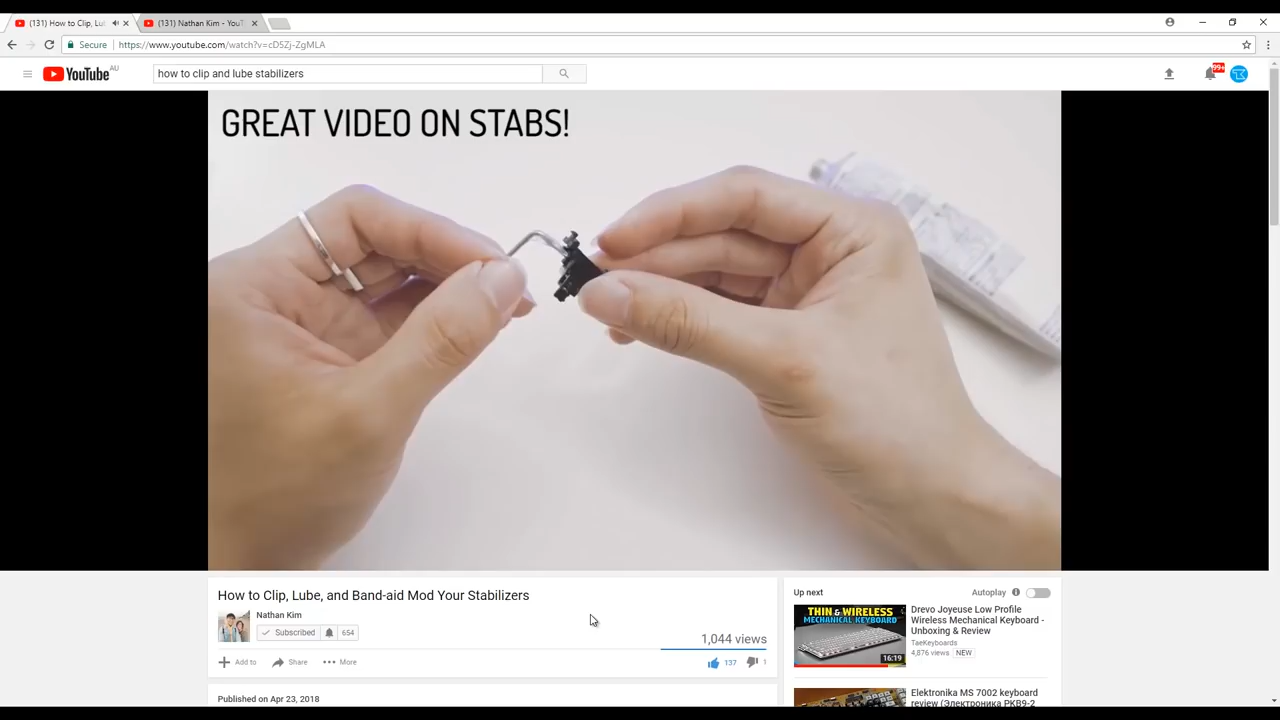 (131) How to Clip, Lub
(131) Nathan Kim - YouT
Secure
https://www.youtube.com/watch?v=cD5Zj-ZgMLA
YouTube AU
how to clip and lube stabilizers
99+
GREAT VIDEO ON STABS!
How to Clip, Lube, and Band-aid Mod Your Stabilizers
Nathan Kim
Subscribed 654
1,044 views
Add to Share More
137 1
Published on Apr 23, 2018
Up next Autoplay
THIN & WIRELESS
MECHANICAL KEYBOARD
16:19
Drevo Joyeuse Low Profile
Wireless Mechanical Keyboard -
Unboxing & Review
TaeKeyboards
4,876 views NEW
Elektronika MS 7002 keyboard
review (Электроника РКВ9-2